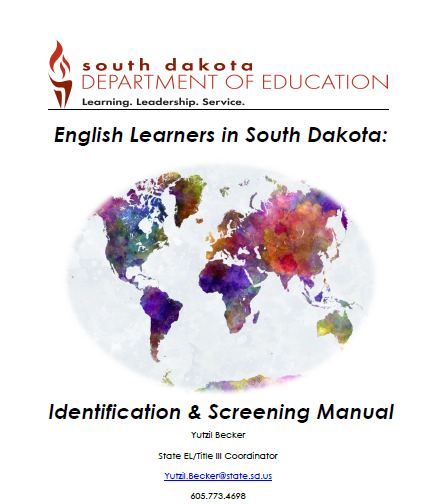 south dakota
DEPARTMENT OF EDUCATION
Learning. Leadership. Service.
English Learners in South Dakota:
Identification & Screening Manual
Yutzil Becker
State EL/Title III Coordinator
Yutzil.Becker@state.sd.us
605.773.4698